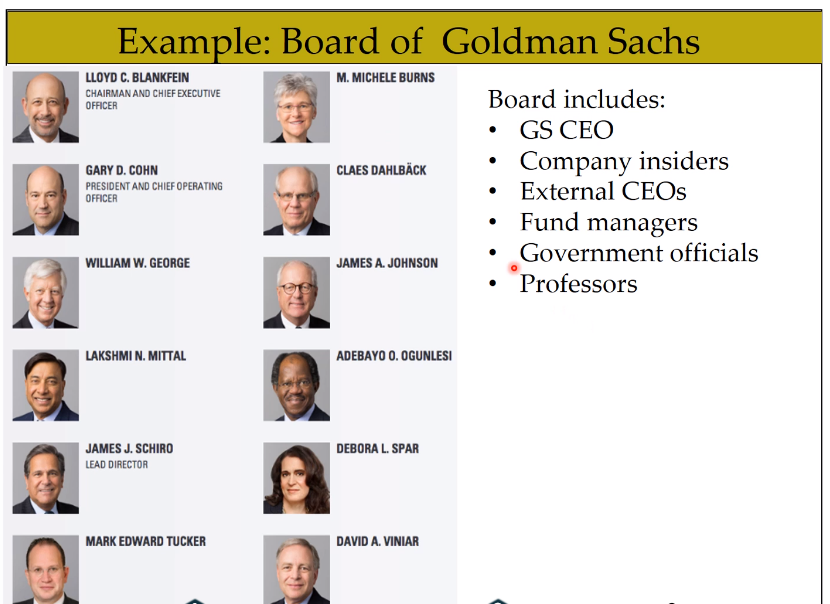 Example: Board of Goldman Sachs
LLOYD C. BLANKFEIN
CHAIRMAN AND CHIEF EXECUTIVE
OFFICER
M. MICHELE BURNS
GARY D. COHN
PRESIDENT AND CHIEF OPERATING
OFFICER
CLAES DAHLBÄCK
WILLIAM W. GEORGE
JAMES A. JOHNSON
LAKSHMI N. MITTAL
ADEBAYO O. OGUNLESI
JAMES J. SCHIRO
LEAD DIRECTOR
DEBORA L. SPAR
MARK EDWARD TUCKER
DAVID A. VINIAR
Board includes:
• GS CEO
• Company insiders
• External CEOs
• Fund managers
• Government officials
• Professors